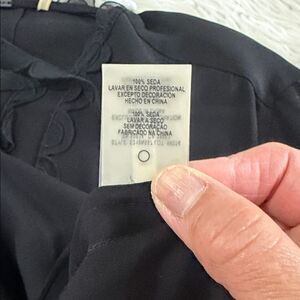 100% SEDA
LAVAR EN SECO PROFESIONAL
EXCEPTO DECORACIÓN
HECHO EN CHINA
100% SEDA
LAVAR A SECO
SEM DECORAÇÃO
FABRICADO NA CHINA